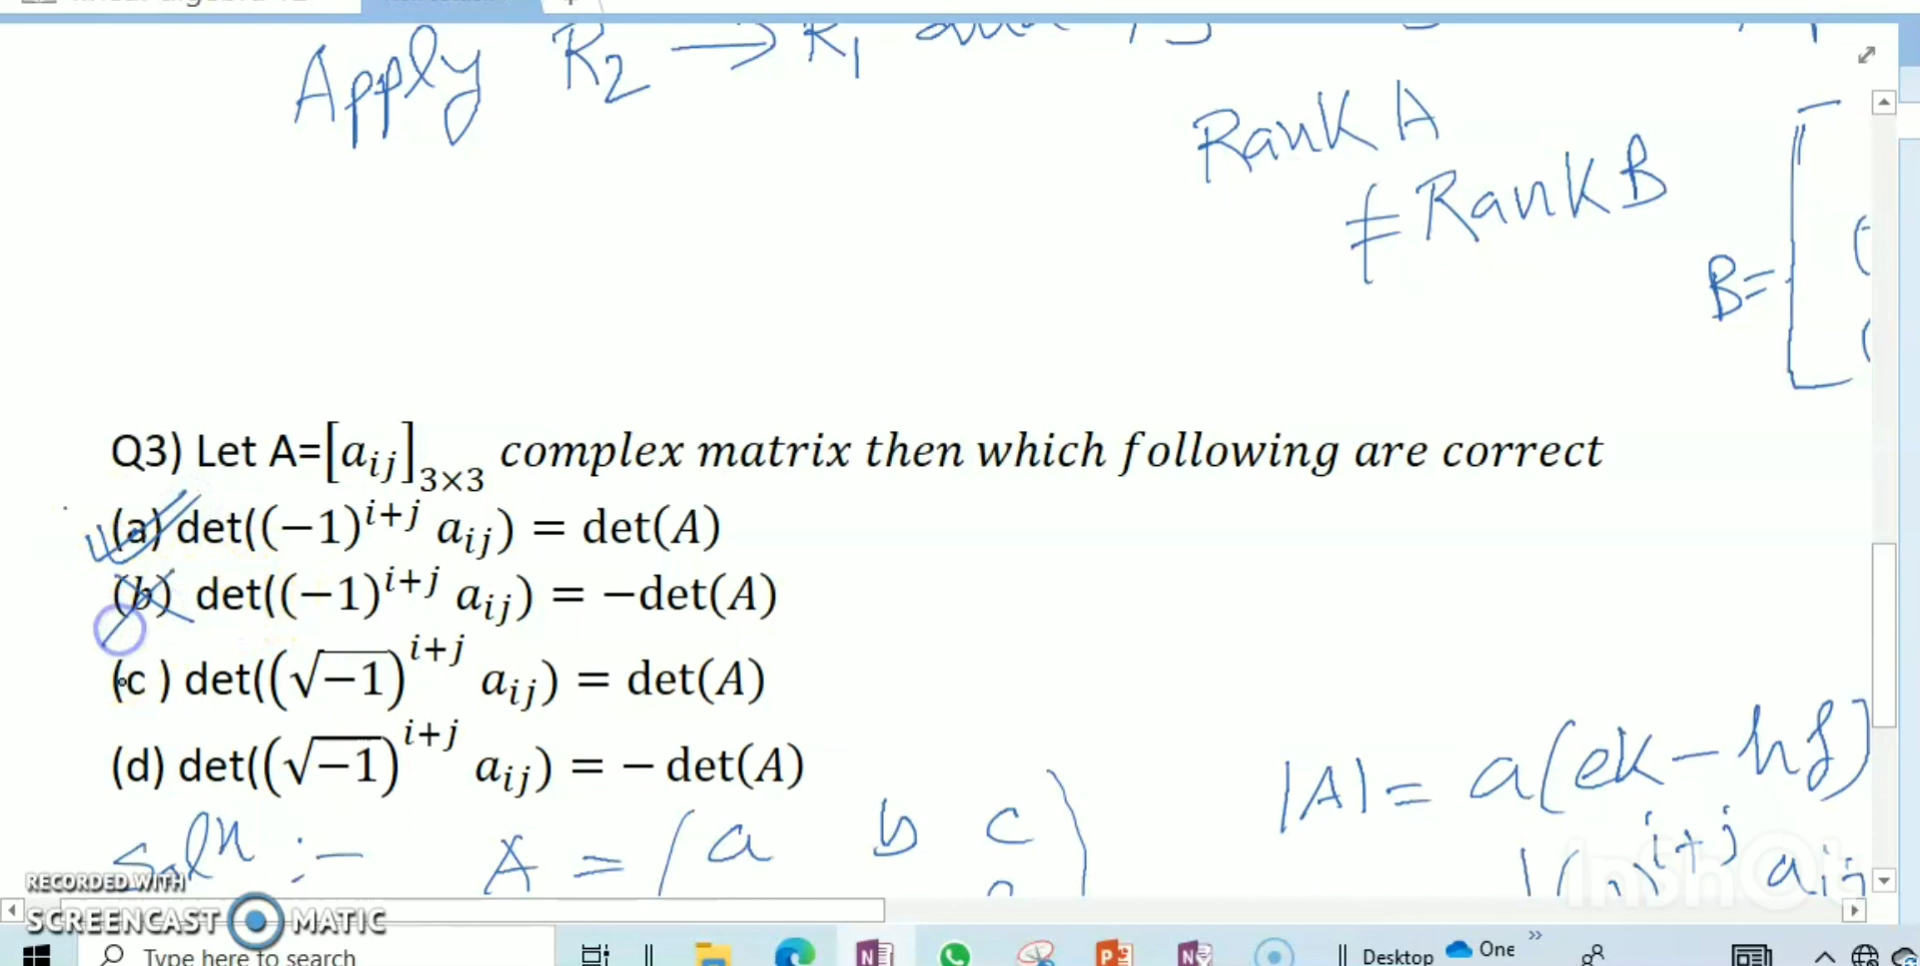 Apply R2 → R1
Rank A
≠ Rank B
B=
Q3) Let A=[aij]3×3 complex matrix then which following are correct
(a) det((−1)^i+j aij) = det(A)
(b) det((−1)^i+j aij) = −det(A)
(c ) det((√−1)^i+j aij) = det(A)
(d) det((√−1)^i+j aij) = − det(A)
|A| = a(ek − hf)
Soln :− A = (a b c)
i+j aij
RECORDED WITH
SCREENCAST MATIC
InShOt
Type here to search
Desktop
One